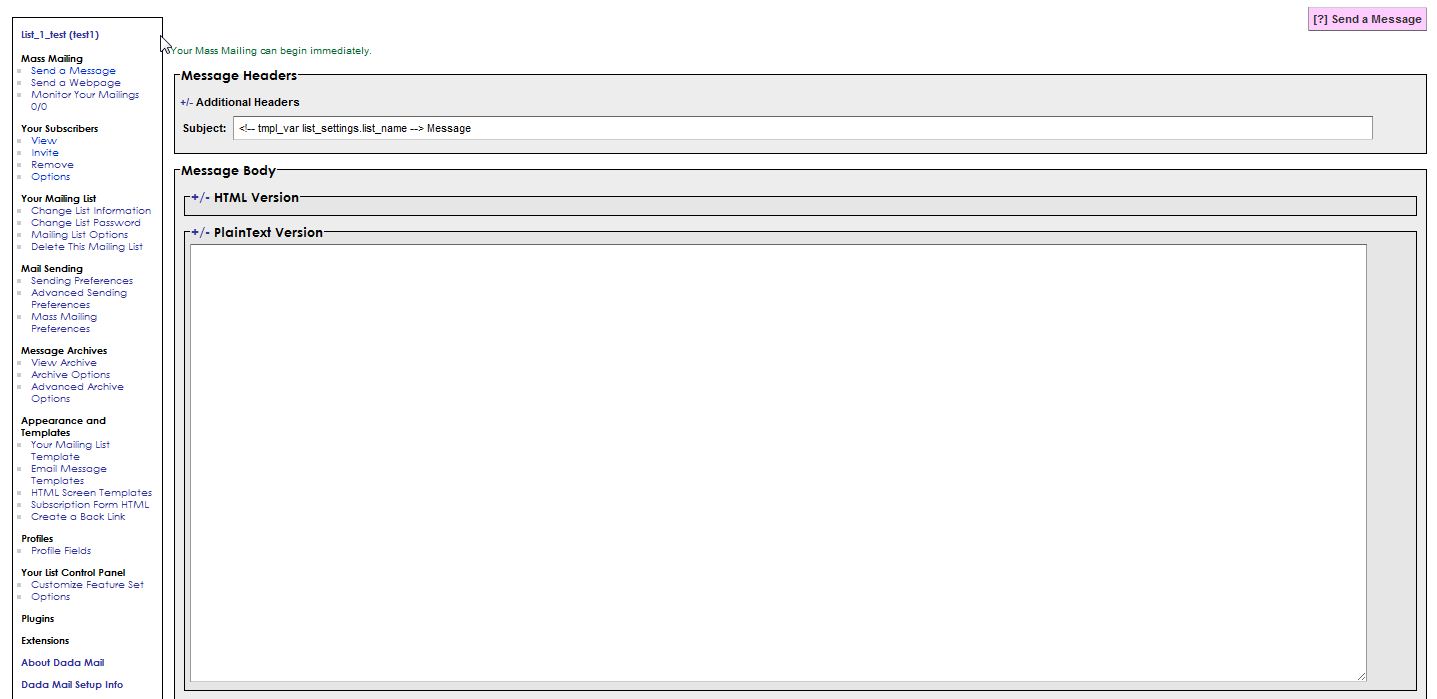 [?] Send a Message
List_1_test (test1)
Your Mass Mailing can begin immediately.
Mass Mailing
Send a Message
Send a Webpage
Monitor Your Mailings
0/0
Your Subscribers
View
Invite
Remove
Options
Your Mailing List
Change List Information
Change List Password
Mailing List Options
Delete This Mailing List
Mail Sending
Sending Preferences
Advanced Sending
Preferences
Mass Mailing
Preferences
Message Archives
View Archive
Archive Options
Advanced Archive
Options
Appearance and
Templates
Your Mailing List
Template
Email Message
Templates
HTML Screen Templates
Subscription Form HTML
Create a Back Link
Profiles
Profile Fields
Your List Control Panel
Customize Feature Set
Options
Plugins
Extensions
About Dada Mail
Dada Mail Setup Info
Message Headers
+/- Additional Headers
Subject: <!-- tmpl_var list_settings.list_name --> Message
Message Body
+/- HTML Version
+/- PlainText Version